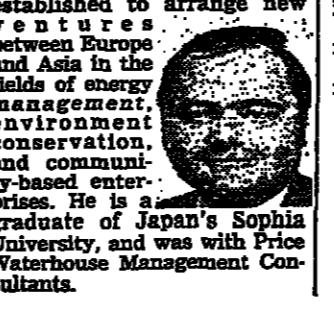 established to arrange new
ventures
between Europe
and Asia in the
fields of energy
management,
environment
conservation,
and communi-
ty-based enter-
prises. He is a
graduate of Japan's Sophia
University, and was with Price
Waterhouse Management Con-
sultants.